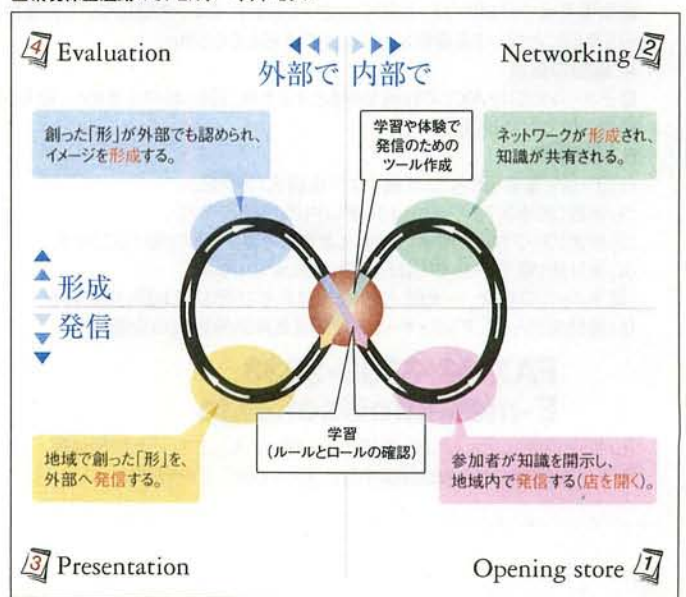 4 Evaluation
外部で 内部で
Networking 2
創った「形」が外部でも認められ、
イメージを形成する。
学習や体験で
発信のための
ツール作成
ネットワークが形成され、
知識が共有される。
形成
発信
地域で創った「形」を、
外部へ発信する。
学習
(ルールとロールの確認)
参加者が知識を開示し、
地域内で発信する(店を開く)。
3 Presentation
Opening store 1